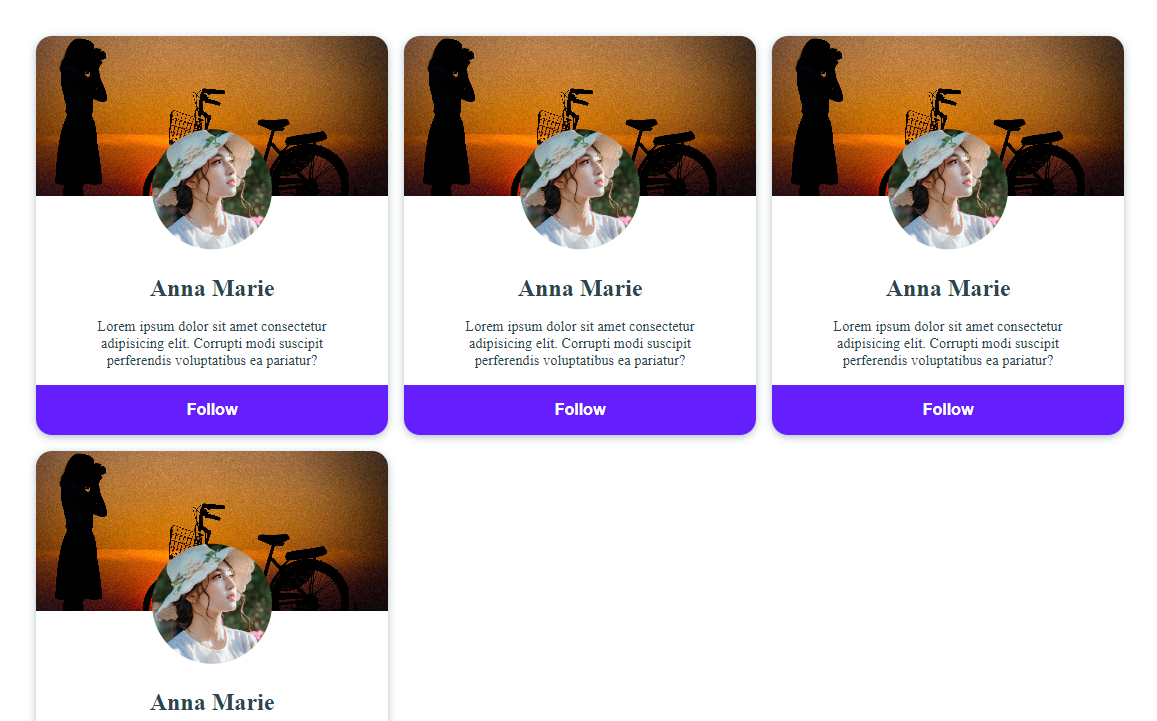 Anna Marie
Lorem ipsum dolor sit amet consectetur
adipisicing elit. Corrupti modi suscipit
perferendis voluptatibus ea pariatur?
Follow
Anna Marie
Lorem ipsum dolor sit amet consectetur
adipisicing elit. Corrupti modi suscipit
perferendis voluptatibus ea pariatur?
Follow
Anna Marie
Lorem ipsum dolor sit amet consectetur
adipisicing elit. Corrupti modi suscipit
perferendis voluptatibus ea pariatur?
Follow
Anna Marie